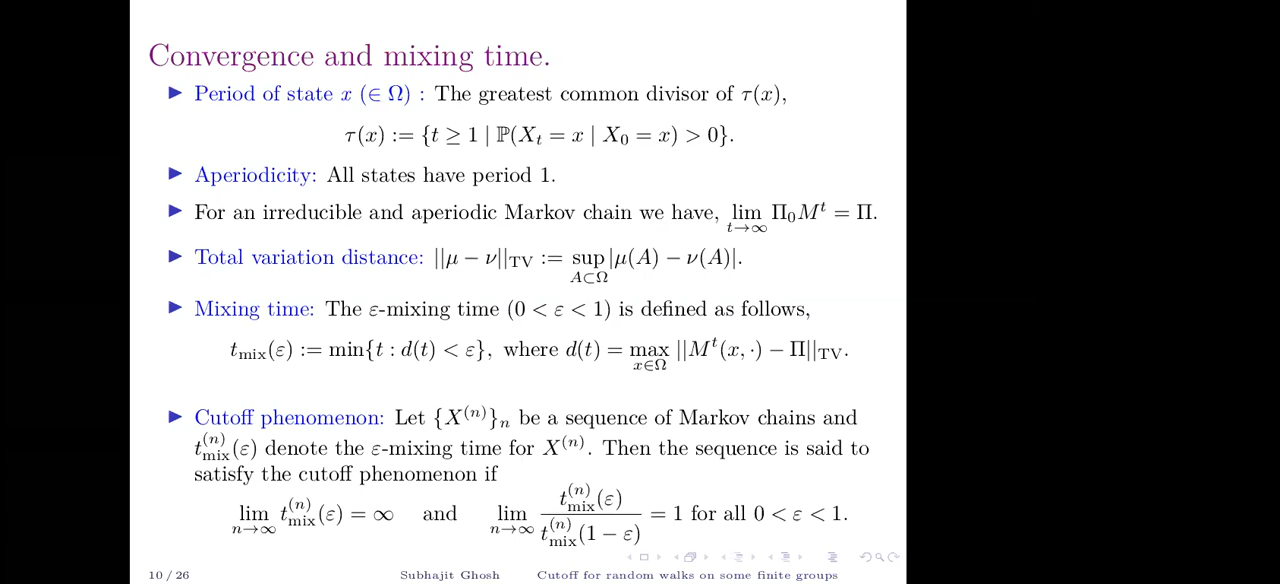 Convergence and mixing time.
▶ Period of state x (∈ Ω) : The greatest common divisor of τ(x),
τ(x) := {t ≥ 1 | ℙ(X_t = x | X_0 = x) > 0}.
▶ Aperiodicity: All states have period 1.
▶ For an irreducible and aperiodic Markov chain we have, lim_{t→∞} Π_0 M^t = Π.
▶ Total variation distance: ||μ − ν||_TV := sup_{A⊂Ω} |μ(A) − ν(A)|.
▶ Mixing time: The ε-mixing time (0 < ε < 1) is defined as follows,
t_mix(ε) := min{t : d(t) < ε}, where d(t) = max_{x∈Ω} ||M^t(x, ·) − Π||_TV.
▶ Cutoff phenomenon: Let {X^(n)}_n be a sequence of Markov chains and
t_mix^(n)(ε) denote the ε-mixing time for X^(n). Then the sequence is said to
satisfy the cutoff phenomenon if
lim_{n→∞} t_mix^(n)(ε) = ∞ and lim_{n→∞} t_mix^(n)(ε) / t_mix^(n)(1 − ε) = 1 for all 0 < ε < 1.
10 / 26 Subhajit Ghosh Cutoff for random walks on some finite groups